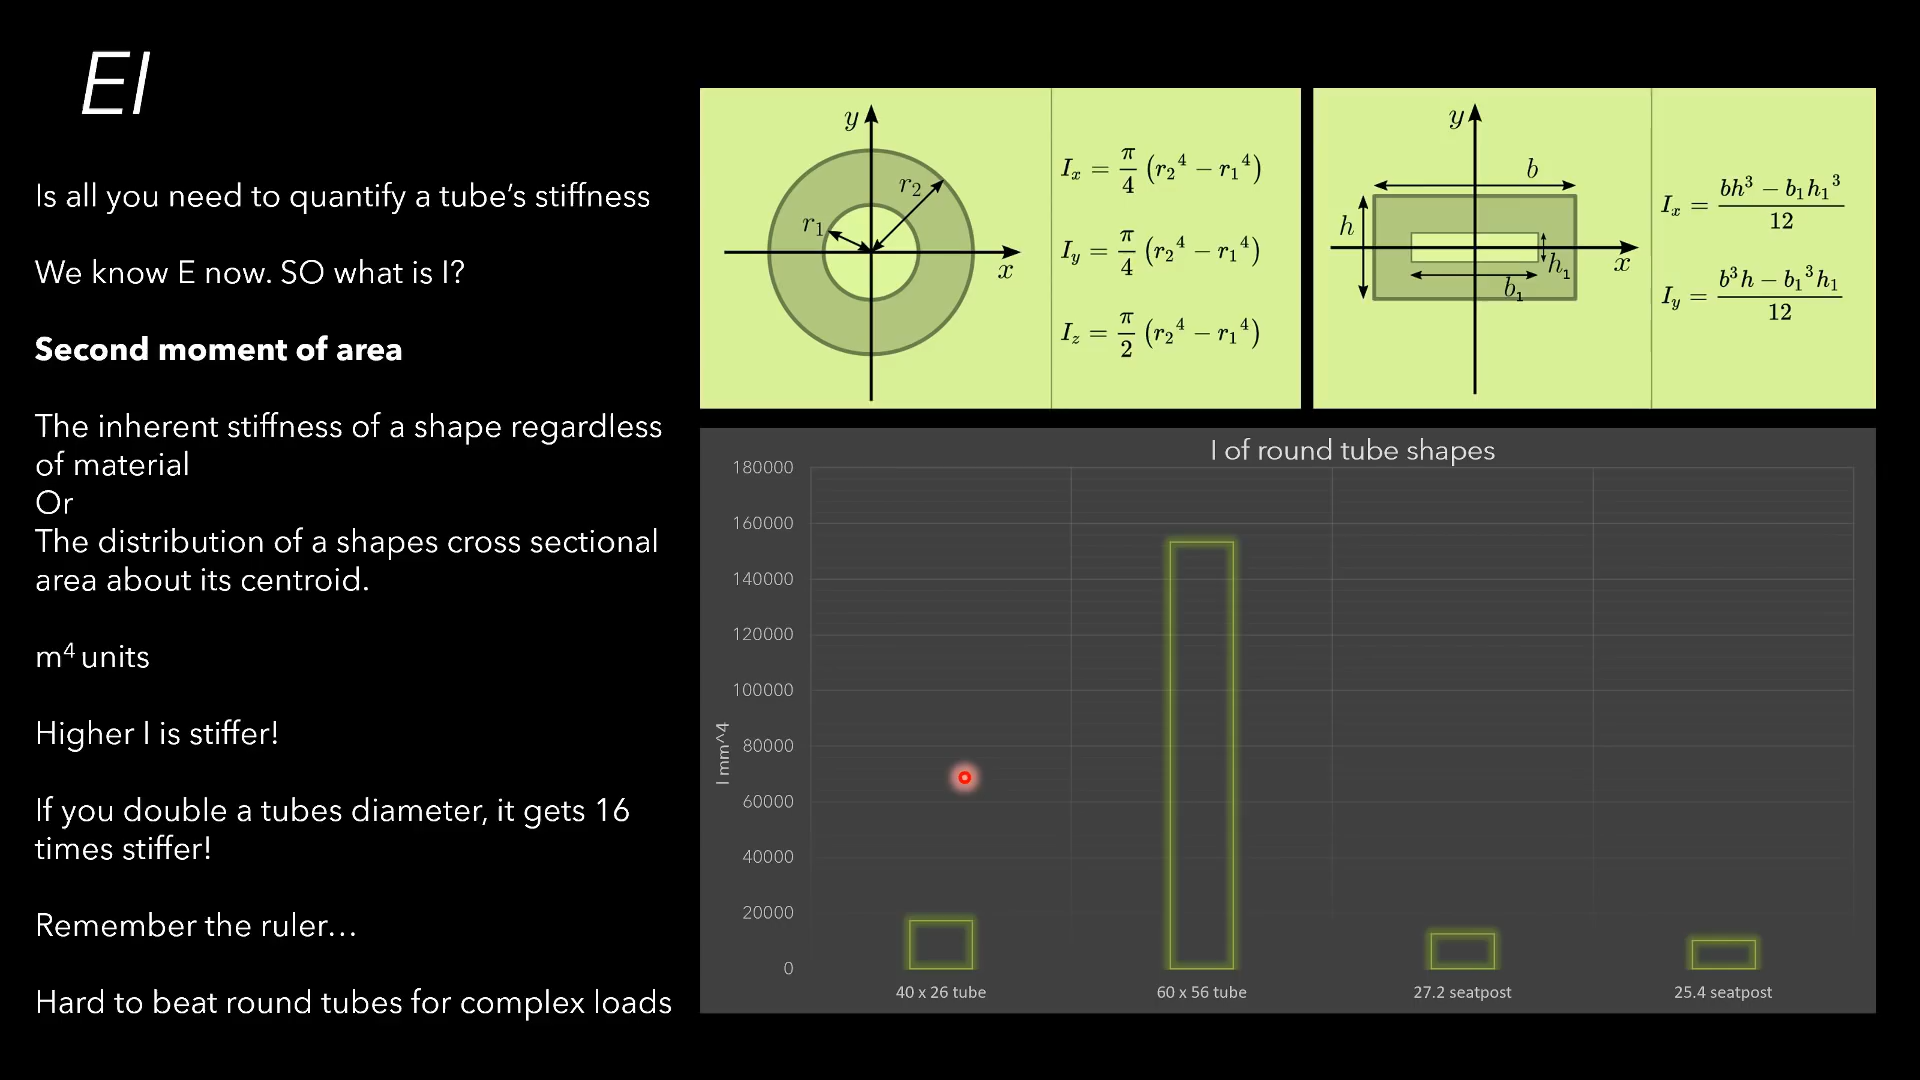 EI
Is all you need to quantify a tube’s stiffness
We know E now. SO what is I?
Second moment of area
The inherent stiffness of a shape regardless
of material
Or
The distribution of a shapes cross sectional
area about its centroid.
m⁴ units
Higher I is stiffer!
If you double a tubes diameter, it gets 16
times stiffer!
Remember the ruler...
Hard to beat round tubes for complex loads
y
r₂
r₁
x
Iₓ = π/4 (r₂⁴ − r₁⁴)
I_y = π/4 (r₂⁴ − r₁⁴)
I_z = π/2 (r₂⁴ − r₁⁴)
y
b
h
h₁
x
b₁
Iₓ = (bh³ − b₁h₁³)/12
I_y = (b³h − b₁³h₁)/12
I of round tube shapes
180000
160000
140000
120000
100000
80000
60000
40000
20000
0
I mm^4
40 x 26 tube
60 x 56 tube
27.2 seatpost
25.4 seatpost